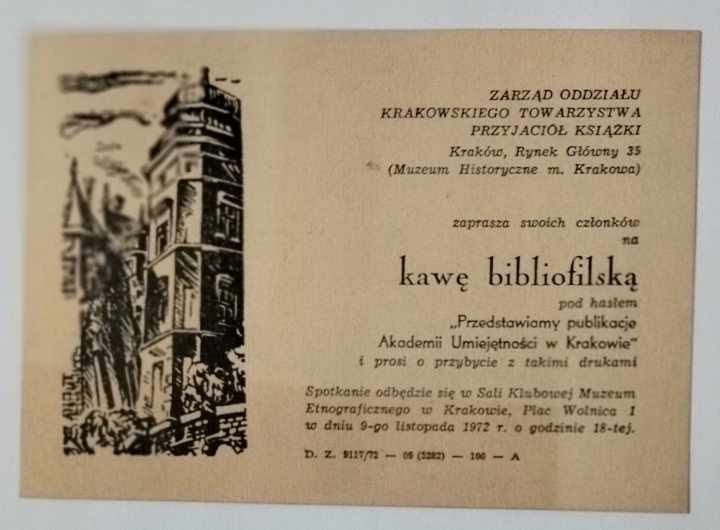 ZARZĄD ODDZIAŁU
KRAKOWSKIEGO TOWARZYSTWA
PRZYJACIÓŁ KSIĄŻKI
Kraków, Rynek Główny 35
(Muzeum Historyczne m. Krakowa)
zaprasza swoich członków
na
kawę bibliofilską
pod hasłem
„Przedstawiamy publikacje
Akademii Umiejętności w Krakowie"
i prosi o przybycie z takimi drukami
Spotkanie odbędzie się w Sali Klubowej Muzeum
Etnograficznego w Krakowie, Plac Wolnica 1
w dniu 9-go listopada 1972 r. o godzinie 18-tej.
D. Z. 9117/72 — 09 (5282) — 100 — A